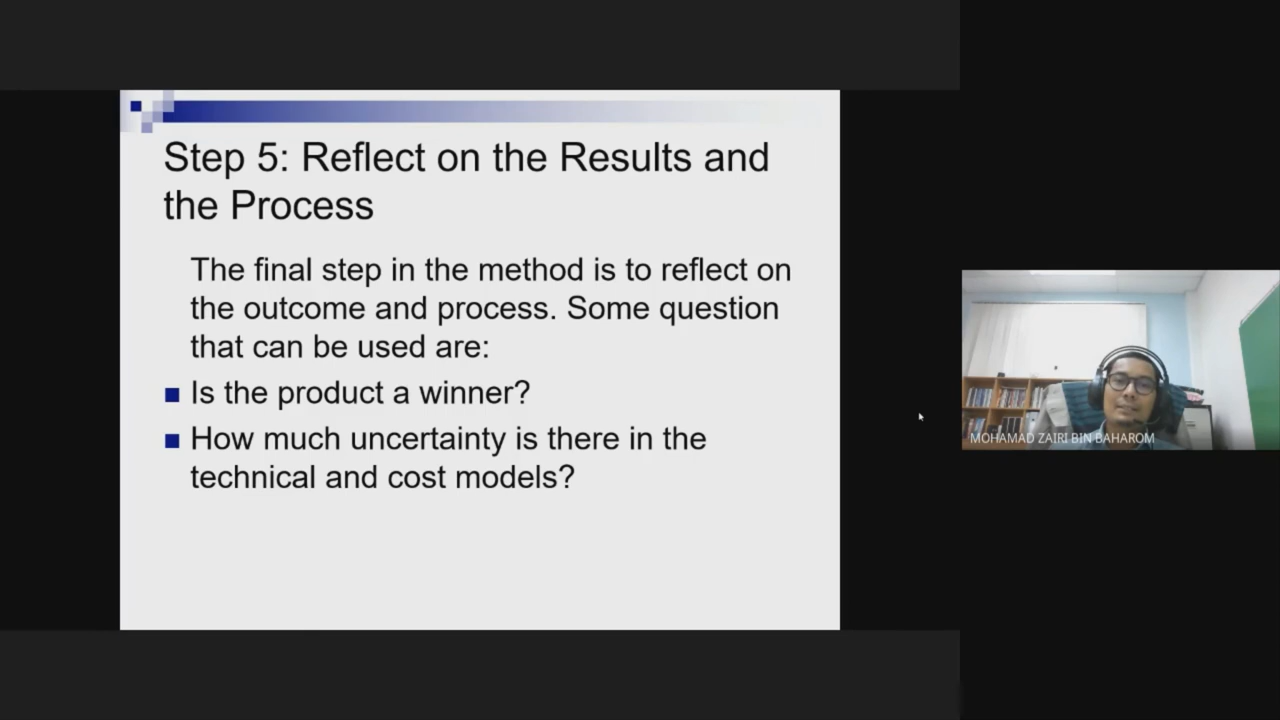 Step 5: Reflect on the Results and
the Process
The final step in the method is to reflect on
the outcome and process. Some question
that can be used are:
Is the product a winner?
How much uncertainty is there in the
technical and cost models?
MOHAMAD ZAIRI BIN BAHAROM